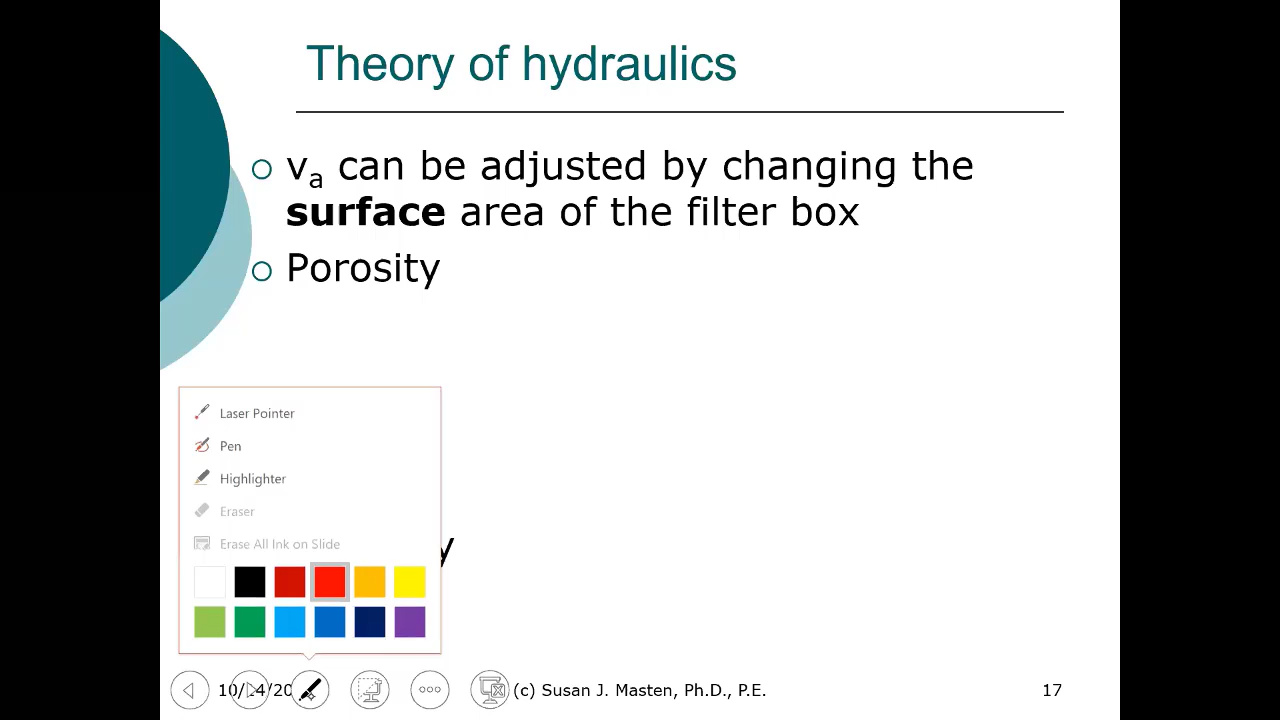 Theory of hydraulics
va can be adjusted by changing the
surface area of the filter box
Porosity
Laser Pointer
Pen
Highlighter
Eraser
Erase All Ink on Slide
(c) Susan J. Masten, Ph.D., P.E.
17